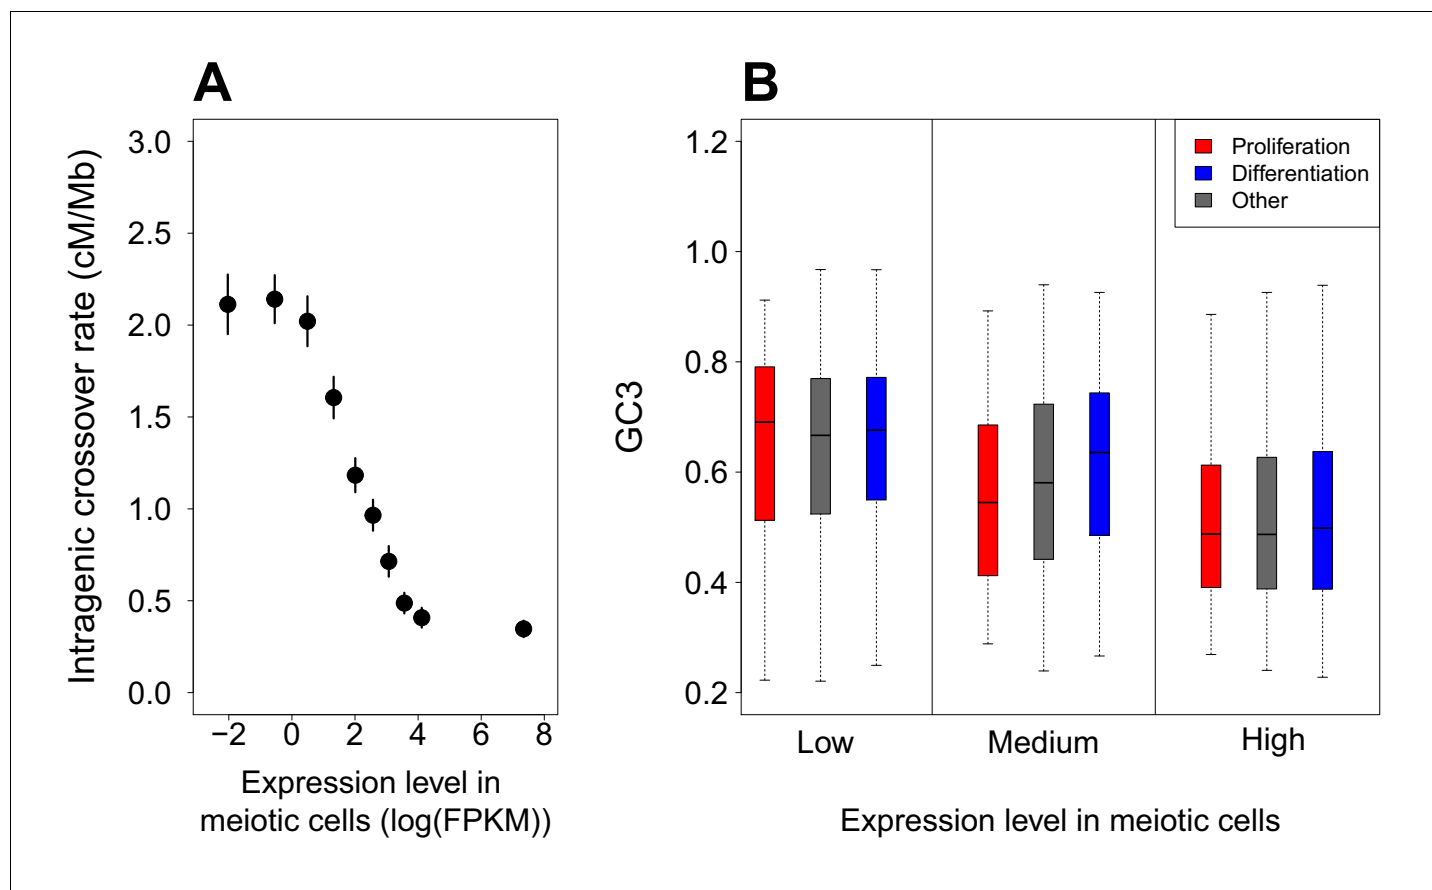 A
3.0
2.5
2.0
1.5
1.0
0.5
0.0
Intragenic crossover rate (cM/Mb)
−2 0 2 4 6 8
Expression level in
meiotic cells (log(FPKM))
B
1.2
1.0
0.8
0.6
0.4
0.2
GC3
Proliferation
Differentiation
Other
Low Medium High
Expression level in meiotic cells